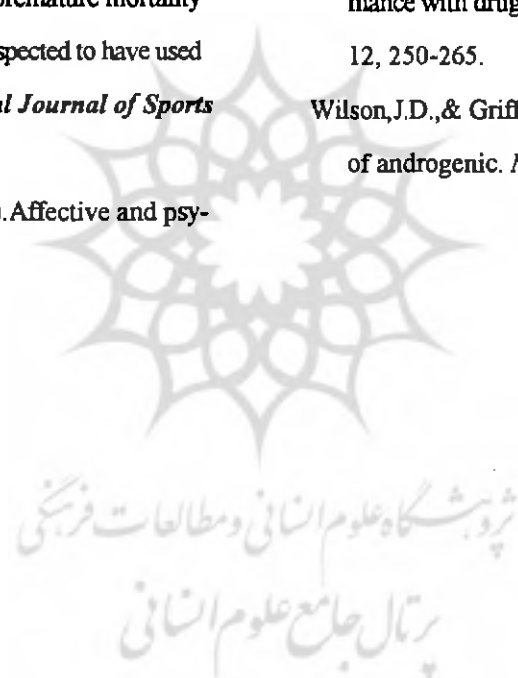 premature mortality
spected to have used
al Journal of Sports
.Affective and psy-
mance with drug
12, 250-265.
Wilson,J.D.,& Griff
of androgenic.
پژوهشگاه علوم انسانی و مطالعات فرهنگی
پرتال جامع علوم انسانی